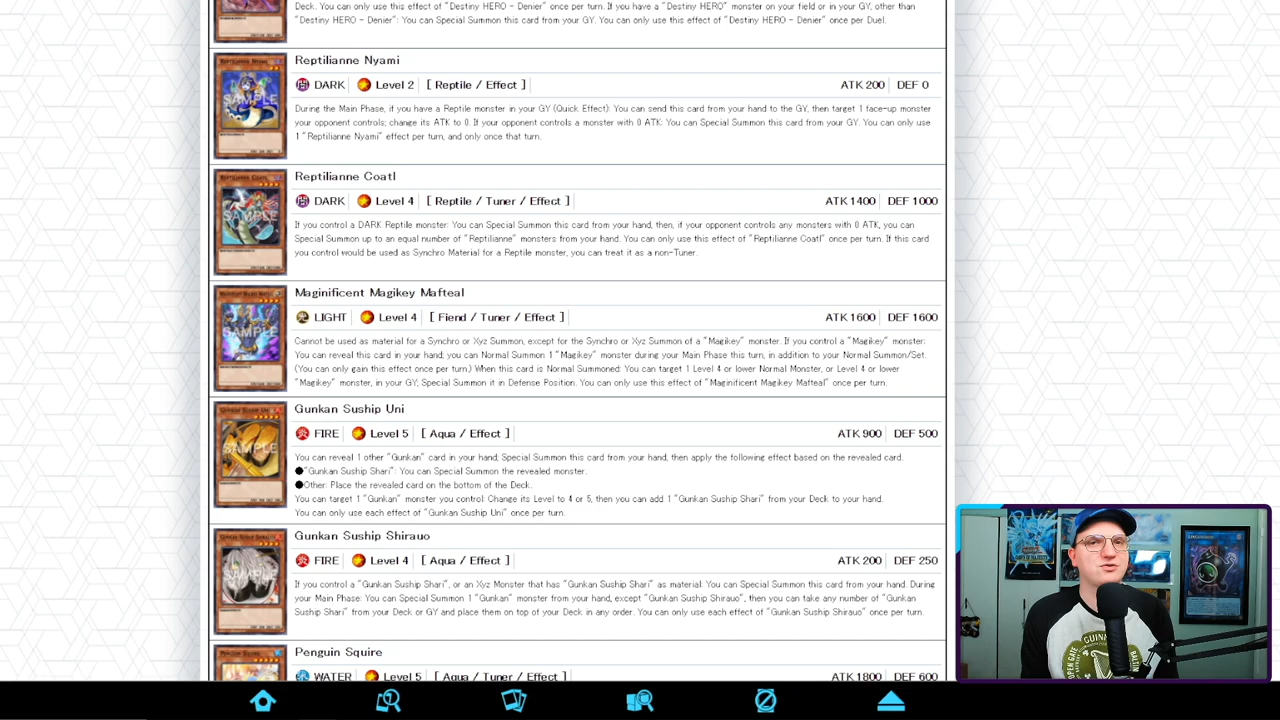 Deck. You can only use this effect of "Destiny HERO - Denier" once per turn. If you have a "Destiny HERO" monster on your field or in your GY, other than
"Destiny HERO - Denier": You can Special Summon this card from your GY. You can only use this effect of "Destiny HERO - Denier" once per Duel.
Reptilianne Nyami
DARK Level 2 [ Reptile / Effect ] ATK 200 DEF 0
SAMPLE
During the Main Phase, if you have a Reptile monster in your GY (Quick Effect): You can send this card from your hand to the GY, then target 1 face-up monster
your opponent controls; change its ATK to 0. If your opponent controls a monster with 0 ATK: You can Special Summon this card from your GY. You can only use
1 "Reptilianne Nyami" effect per turn, and only once that turn.
Reptilianne Coatl
DARK Level 4 [ Reptile / Tuner / Effect ] ATK 1400 DEF 1000
SAMPLE
If you control a DARK Reptile monster: You can Special Summon this card from your hand, then, if your opponent controls any monsters with 0 ATK, you can
Special Summon up to an equal number of "Reptilianne" monsters from your hand. You can only use this effect of "Reptilianne Coatl" once per turn. If this card
you control would be used as Synchro Material for a Reptile monster, you can treat it as a non-Tuner.
Maginificent Magikey Mafteal
LIGHT Level 4 [ Fiend / Tuner / Effect ] ATK 1600 DEF 1600
SAMPLE
Cannot be used as material for a Synchro or Xyz Summon, except for the Synchro or Xyz Summon of a "Magikey" monster. If you control a "Magikey" monster:
You can reveal this card in your hand; you can Normal Summon 1 "Magikey" monster during your Main Phase this turn, in addition to your Normal Summon/Set.
(You can only gain this effect once per turn.) When this card is Normal Summoned: You can target 1 Level 4 or lower Normal Monster, or 1 Level 4 or lower
"Magikey" monster, in your GY; Special Summon it in Defense Position. You can only use this effect of "Maginificent Magikey Mafteal" once per turn.
Gunkan Suship Uni
FIRE Level 5 [ Aqua / Effect ] ATK 900 DEF 500
SAMPLE
You can reveal 1 other "Gunkan" card in your hand; Special Summon this card from your hand, then apply the following effect based on the revealed card.
●"Gunkan Suship Shari": You can Special Summon the revealed monster.
●Other: Place the revealed card on the bottom of the Deck.
You can target 1 "Gunkan" monster you control: Change its Level to 4 or 5, then you can add 1 "Gunkan Suship Shari" from your Deck to your hand.
You can only use each effect of "Gunkan Suship Uni" once per turn.
Gunkan Suship Shirauo
FIRE Level 4 [ Aqua / Effect ] ATK 200 DEF 250
SAMPLE
If you control a "Gunkan Suship Shari", or an Xyz Monster that has "Gunkan Suship Shari" as material: You can Special Summon this card from your hand. During
your Main Phase: You can Special Summon 1 "Gunkan" monster from your hand, except "Gunkan Suship Shirauo", then you can take any number of "Gunkan
Suship Shari" from your Deck or GY and place them on top of your Deck in any order. You can only use each effect of "Gunkan Suship Shirauo" once per turn.
Penguin Squire
WATER Level 5 [ Aqua / Tuner / Effect ] ATK 1800 DEF 600